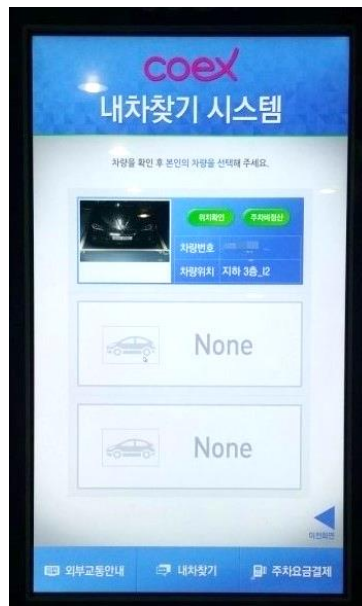 coex
내차찾기 시스템
차량을 확인 후 본인의 차량을 선택해 주세요.
위치확인 주차비정산
차량번호
차량위치 지하 3층_I2
None
None
이전화면
외부교통안내 내차찾기 주차요금결제